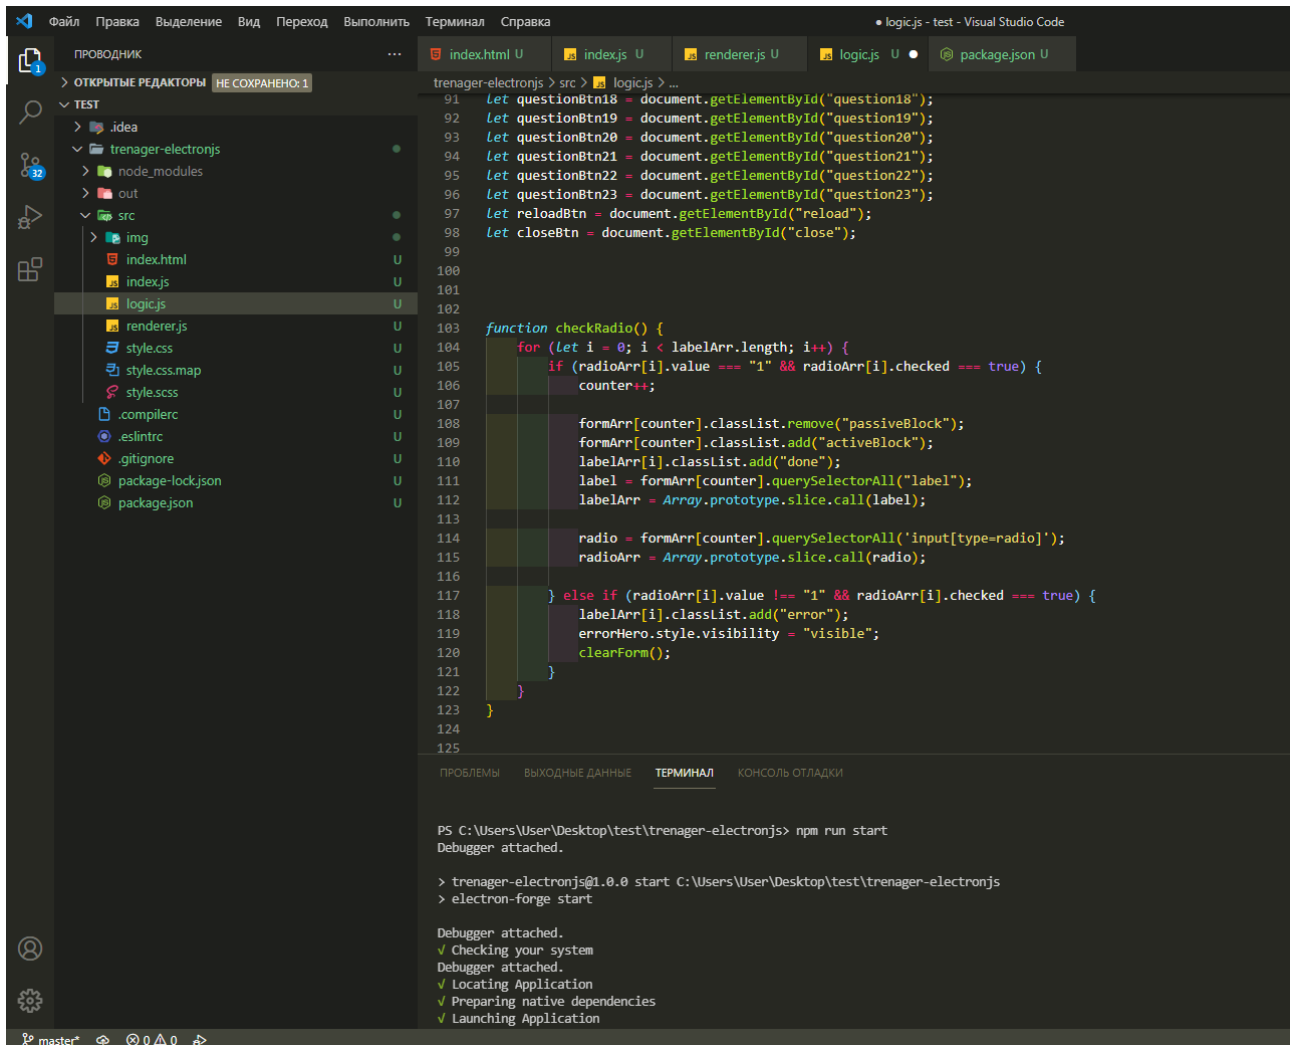 Файл Правка Выделение Вид Переход Выполнить Терминал Справка ● logic.js - test - Visual Studio Code
ПРОВОДНИК ...
ОТКРЫТЫЕ РЕДАКТОРЫ НЕ СОХРАНЕНО: 1
TEST
.idea
trenager-electronjs
node_modules
out
src
img
index.html U
index.js U
logic.js U
renderer.js U
style.css U
style.css.map U
style.scss U
.compilerc U
.eslintrc U
.gitignore U
package-lock.json U
package.json U
1
32
index.html U index.js U renderer.js U logic.js U ● package.json U
trenager-electronjs > src > logic.js > ...
91 let questionBtn18 = document.getElementById("question18");
92 let questionBtn19 = document.getElementById("question19");
93 let questionBtn20 = document.getElementById("question20");
94 let questionBtn21 = document.getElementById("question21");
95 let questionBtn22 = document.getElementById("question22");
96 let questionBtn23 = document.getElementById("question23");
97 let reloadBtn = document.getElementById("reload");
98 let closeBtn = document.getElementById("close");
99
100
101
102
103 function checkRadio() {
104 for (let i = 0; i < labelArr.length; i++) {
105 if (radioArr[i].value === "1" && radioArr[i].checked === true) {
106 counter++;
107
108 formArr[counter].classList.remove("passiveBlock");
109 formArr[counter].classList.add("activeBlock");
110 labelArr[i].classList.add("done");
111 label = formArr[counter].querySelectorAll("label");
112 labelArr = Array.prototype.slice.call(label);
113
114 radio = formArr[counter].querySelectorAll('input[type=radio]');
115 radioArr = Array.prototype.slice.call(radio);
116
117 } else if (radioArr[i].value !== "1" && radioArr[i].checked === true) {
118 labelArr[i].classList.add("error");
119 errorHero.style.visibility = "visible";
120 clearForm();
121 }
122 }
123 }
124
125
ПРОБЛЕМЫ ВЫХОДНЫЕ ДАННЫЕ ТЕРМИНАЛ КОНСОЛЬ ОТЛАДКИ
PS C:\Users\User\Desktop\test\trenager-electronjs> npm run start
Debugger attached.
> trenager-electronjs@1.0.0 start C:\Users\User\Desktop\test\trenager-electronjs
> electron-forge start
Debugger attached.
√ Checking your system
Debugger attached.
√ Locating Application
√ Preparing native dependencies
√ Launching Application
master* 0 0